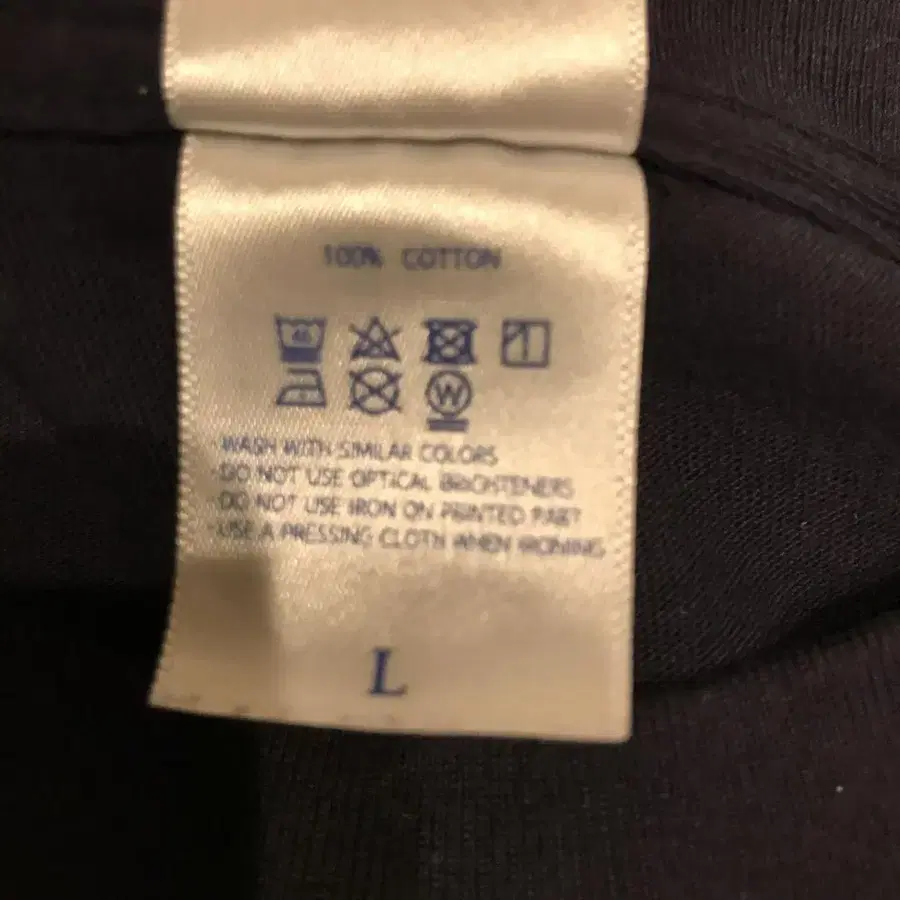 100% COTTON
40
W
WASH WITH SIMILAR COLORS
DO NOT USE OPTICAL BRIGHTENERS
DO NOT USE IRON ON PRINTED PART
USE A PRESSING CLOTH WHEN IRONING
L